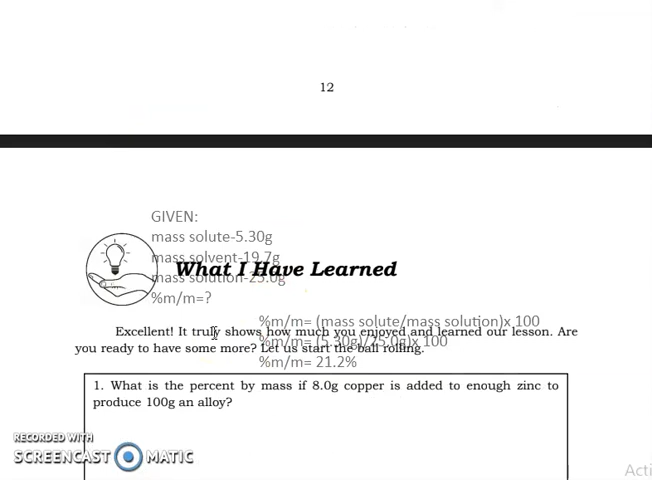 12
GIVEN:
mass solute-5.30g
mass solvent-19.7g
What I Have Learned
mass solution-25.0g
%m/m=?
%m/m= (mass solute/mass solution)x 100
Excellent! It truly shows how much you enjoyed and learned our lesson. Are
%m/m= (5.30g)/25.0g)x 100
you ready to have some more? Let us start the ball rolling.
%m/m= 21.2%
1. What is the percent by mass if 8.0g copper is added to enough zinc to
produce 100g an alloy?
RECORDED WITH
SCREENCAST MATIC
Acti